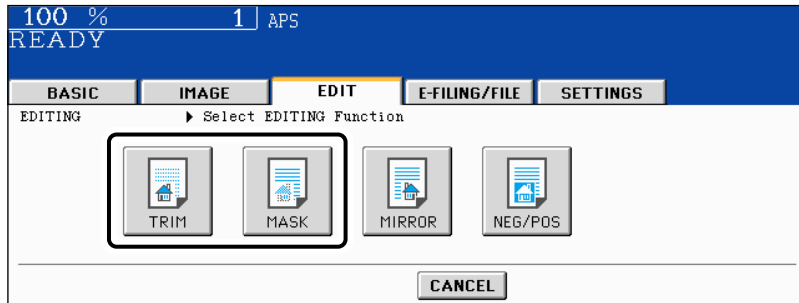 100 % 1 APS
READY
BASIC IMAGE EDIT E-FILING/FILE SETTINGS
EDITING ▶ Select EDITING Function
TRIM MASK MIRROR NEG/POS
CANCEL